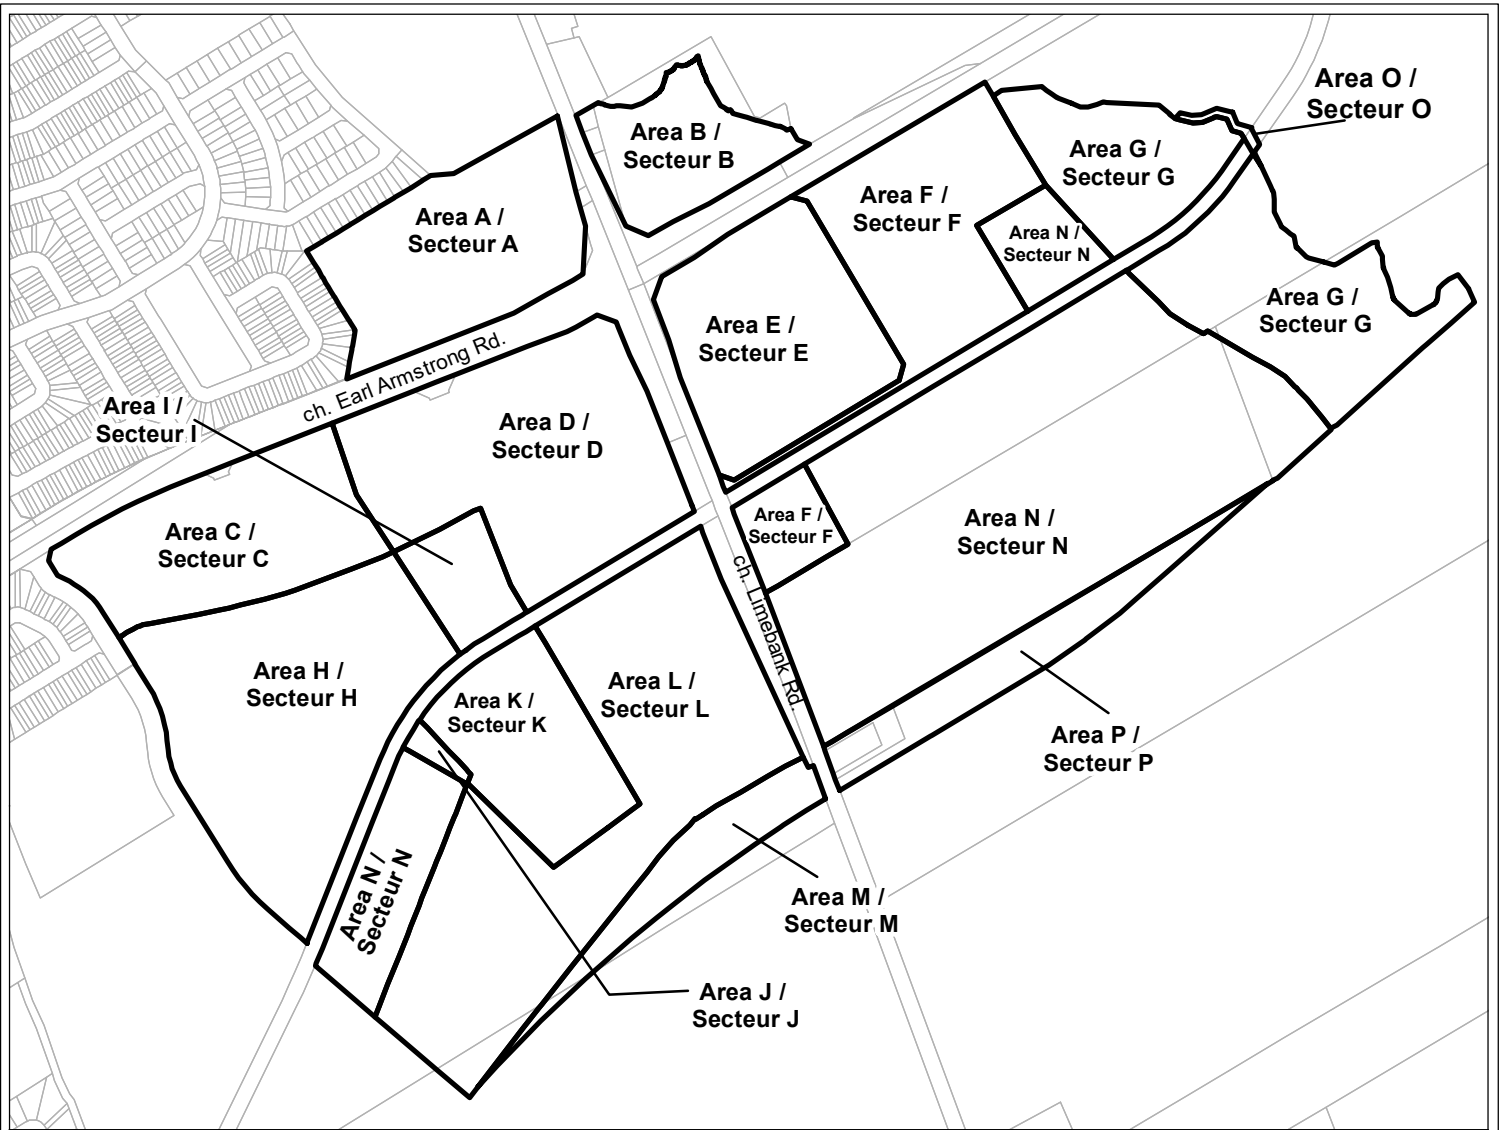 Area O /
Secteur O
Area B /
Secteur B
Area G /
Secteur G
Area F /
Secteur F
Area A /
Secteur A
Area N /
Secteur N
Area G /
Secteur G
Area E /
Secteur E
ch. Earl Armstrong Rd.
Area I /
Secteur I
Area D /
Secteur D
Area C /
Secteur C
Area F /
Secteur F
Area N /
Secteur N
ch. Limebank Rd.
Area H /
Secteur H
Area K /
Secteur K
Area L /
Secteur L
Area P /
Secteur P
Area N /
Secteur N
Area M /
Secteur M
Area J /
Secteur J